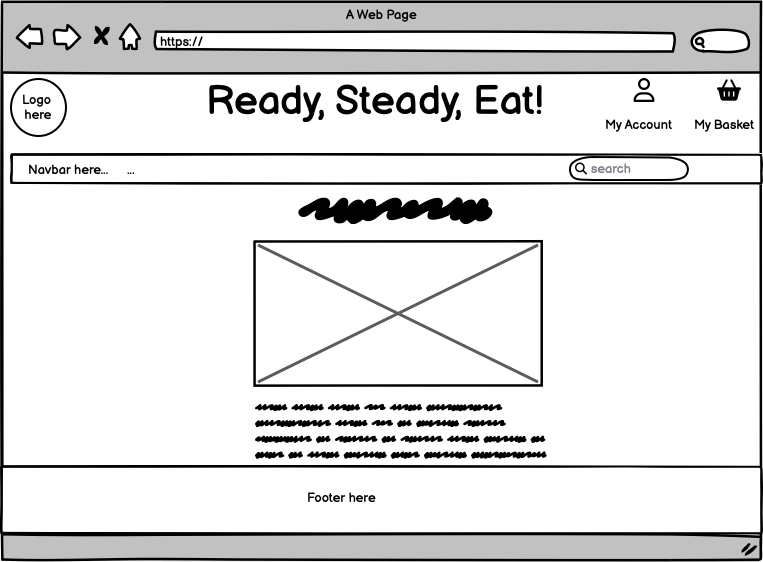 A Web Page
https://
Logo
here
Ready, Steady, Eat!
My Account
My Basket
Navbar here... ...
search
Footer here